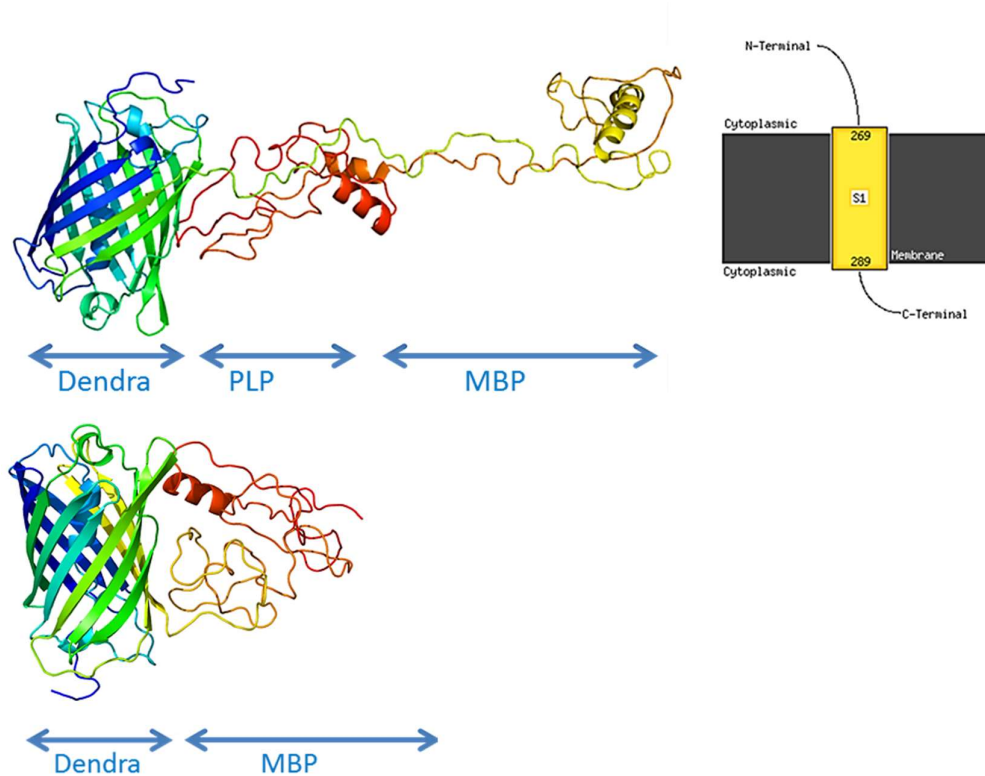 N-Terminal
Cytoplasmic
269
S1
289
Membrane
Cytoplasmic
C-Terminal
Dendra
PLP
MBP
Dendra
MBP